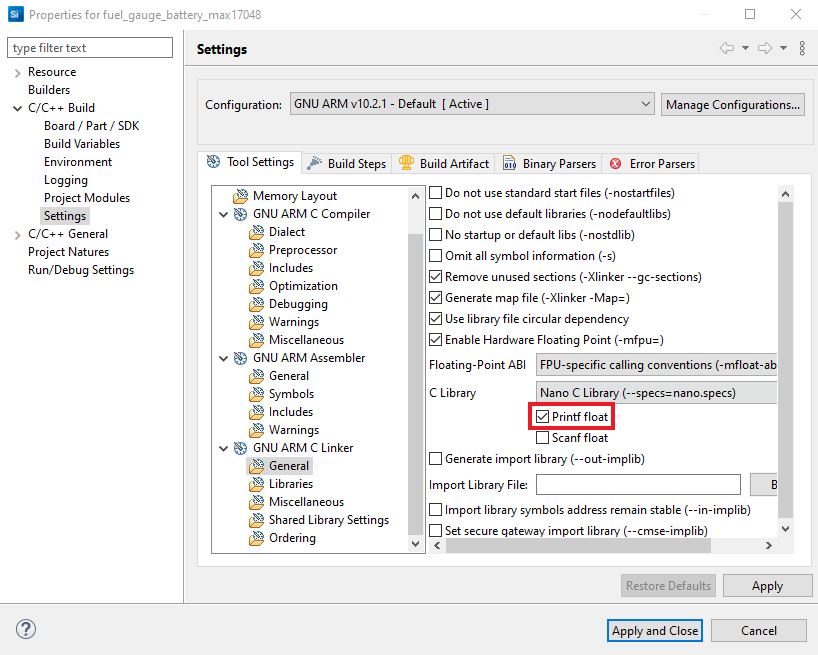 Si Properties for fuel_gauge_battery_max17048
type filter text
Resource
Builders
C/C++ Build
Board / Part / SDK
Build Variables
Environment
Logging
Project Modules
Settings
C/C++ General
Project Natures
Run/Debug Settings
Settings
Configuration: GNU ARM v10.2.1 - Default [ Active ] Manage Configurations...
Tool Settings Build Steps Build Artifact Binary Parsers Error Parsers
Memory Layout
GNU ARM C Compiler
Dialect
Preprocessor
Includes
Optimization
Debugging
Warnings
Miscellaneous
GNU ARM Assembler
General
Symbols
Includes
Warnings
GNU ARM C Linker
General
Libraries
Miscellaneous
Shared Library Settings
Ordering
Do not use standard start files (-nostartfiles)
Do not use default libraries (-nodefaultlibs)
No startup or default libs (-nostdlib)
Omit all symbol information (-s)
Remove unused sections (-Xlinker --gc-sections)
Generate map file (-Xlinker -Map=)
Use library file circular dependency
Enable Hardware Floating Point (-mfpu=)
Floating-Point ABI FPU-specific calling conventions (-mfloat-ab
C Library Nano C Library (--specs=nano.specs)
Printf float
Scanf float
Generate import library (--out-implib)
Import Library File: B
Import library symbols address remain stable (--in-implib)
Set secure gateway import library (--cmse-implib)
Restore Defaults Apply
? Apply and Close Cancel